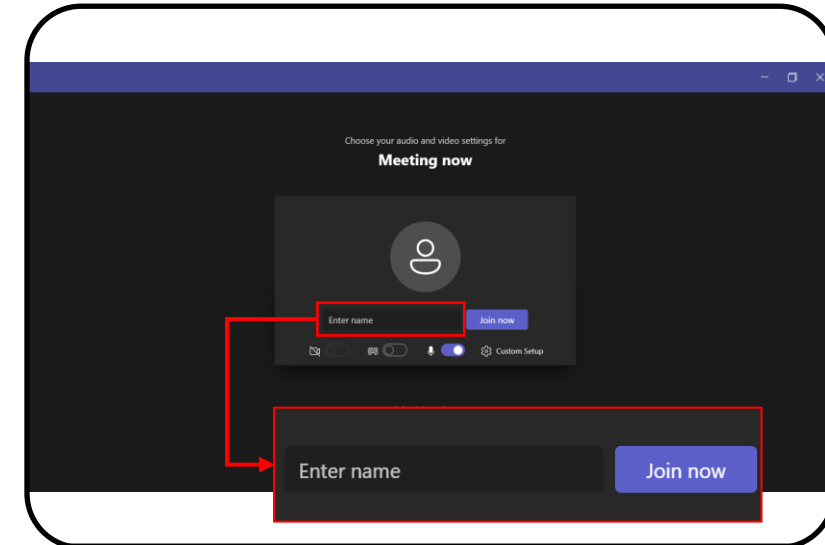 Choose your audio and video settings for
Meeting now
Enter name
Join now
Custom Setup
Enter name
Join now